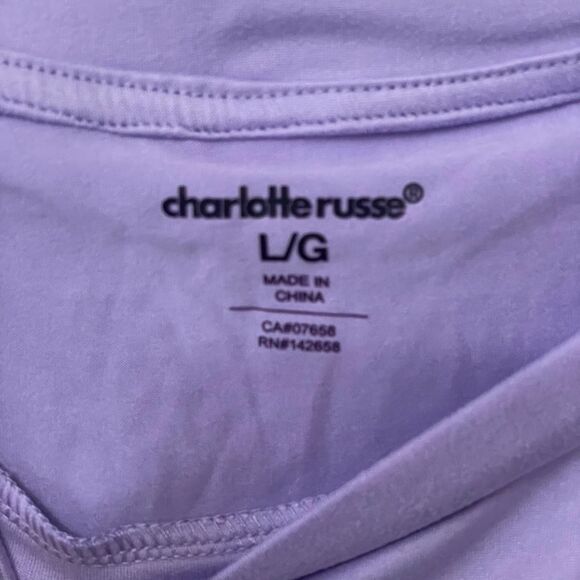 charlotte russe®
L/G
MADE IN
CHINA
CA#07658
RN#142658